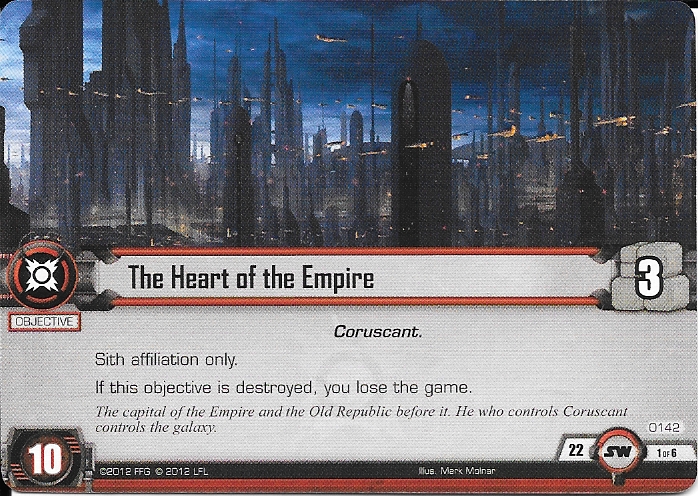 The Heart of the Empire
3
OBJECTIVE
Coruscant.
Sith affiliation only.
If this objective is destroyed, you lose the game.
The capital of the Empire and the Old Republic before it. He who controls Coruscant
controls the galaxy.
0142
10
22 SW 1 OF 6
©2012 FFG © 2012 LFL Illus. Mark Molnar